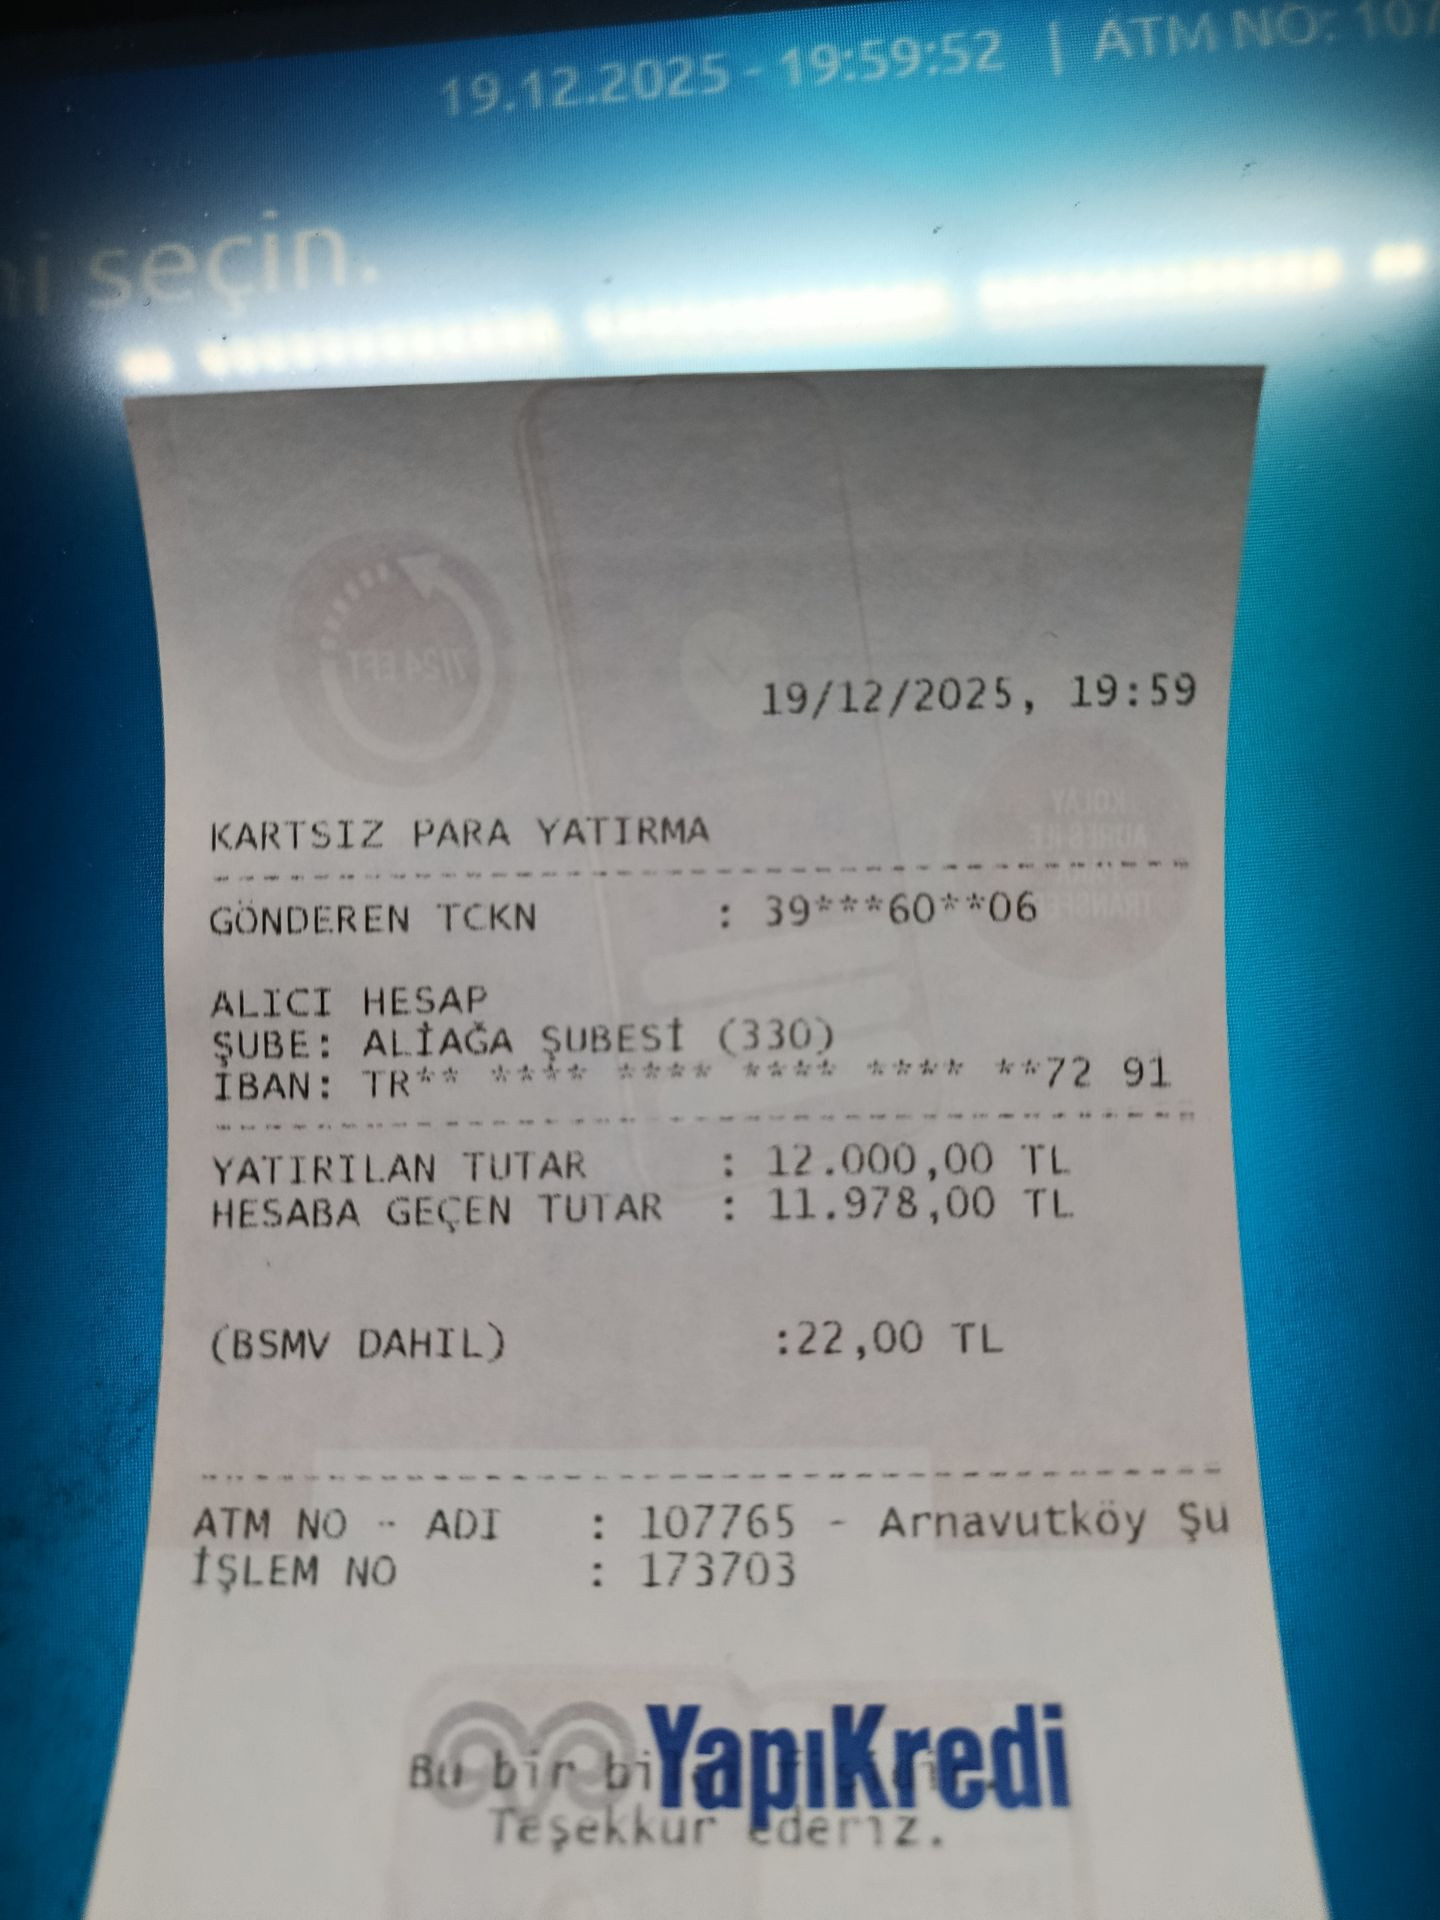 19.12.2025 - 19:59:52 | ATM NO: 107
seçin.
19/12/2025, 19:59
KARTSIZ PARA YATIRMA
GÖNDEREN TCKN : 39***60**06
ALICI HESAP
ŞUBE: ALİAĞA ŞUBESİ (330)
İBAN: TR** **** **** **** **** **72 91
YATIRILAN TUTAR : 12.000,00 TL
HESABA GEÇEN TUTAR : 11.978,00 TL
(BSMV DAHIL) :22,00 TL
ATM NO - ADI : 107765 - Arnavutköy Şu
İŞLEM NO : 173703
YapıKredi
Bu bir
Teşekkur ederiz.